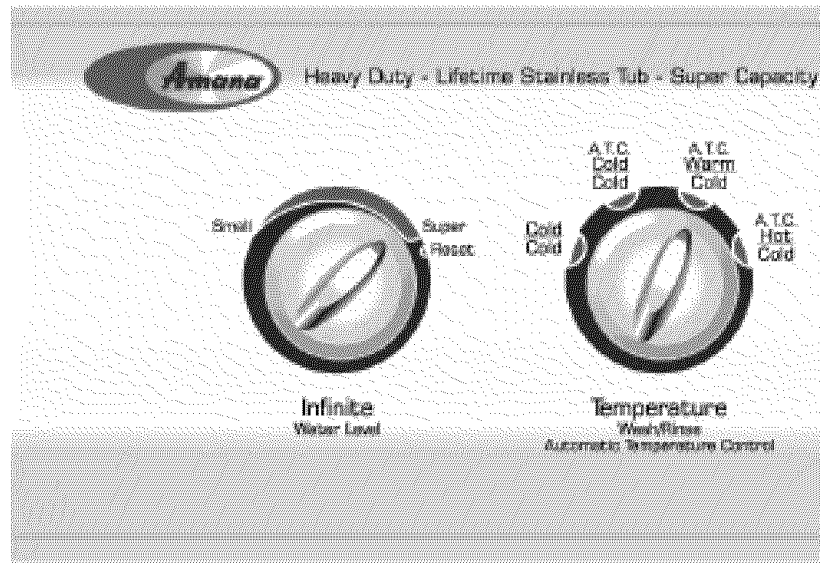 Amana
Heavy Duty - Lifetime Stainless Tub - Super Capacity
Small
Super
Reset
Infinite
Water Level
Cold
Cold
A.T.C.
Cold
Cold
A.T.C.
Warm
Cold
A.T.C.
Hot
Cold
Temperature
Wash/Rinse
Automatic Temperature Control